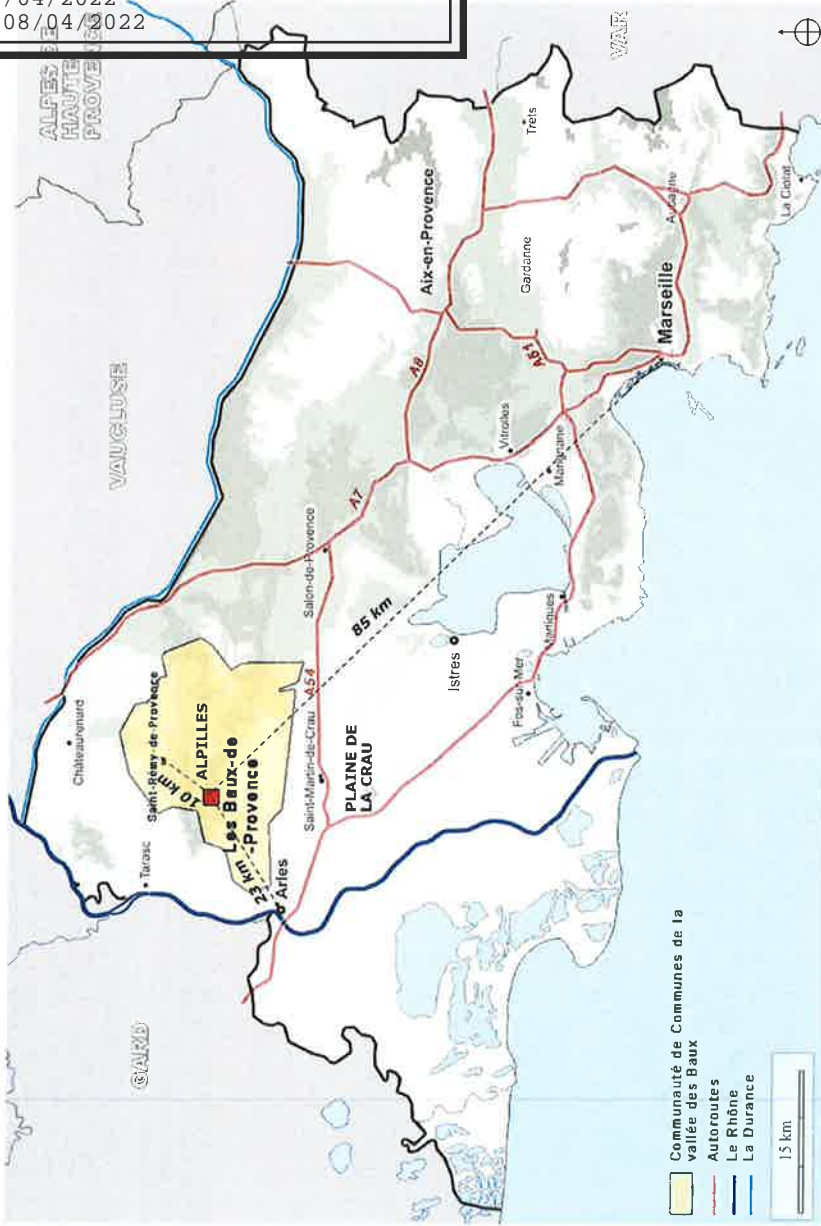 /04/2022
08/04/2022
ALPES DE
HAUTE
PROVENCE
VAR
VAUCLUSE
GARD
Châteaurenard
Tarasc
Saint-Rémy-de-Provence
10 km
ALPILLES
Les Baux-de
-Provence
23 km
Arles
Saint-Martin-de-Crau
A54
PLAINE DE
LA CRAU
Salon-de-Provence
A7
85 km
A8
Aix-en-Provence
Trets
Gardanne
A51
Vitrolles
Marignane
Istres
Fos-sur-Mer
Martigues
Marseille
Aubagne
La Ciotat
Communauté de Communes de la
vallée des Baux
Autoroutes
Le Rhône
La Durance
15 km